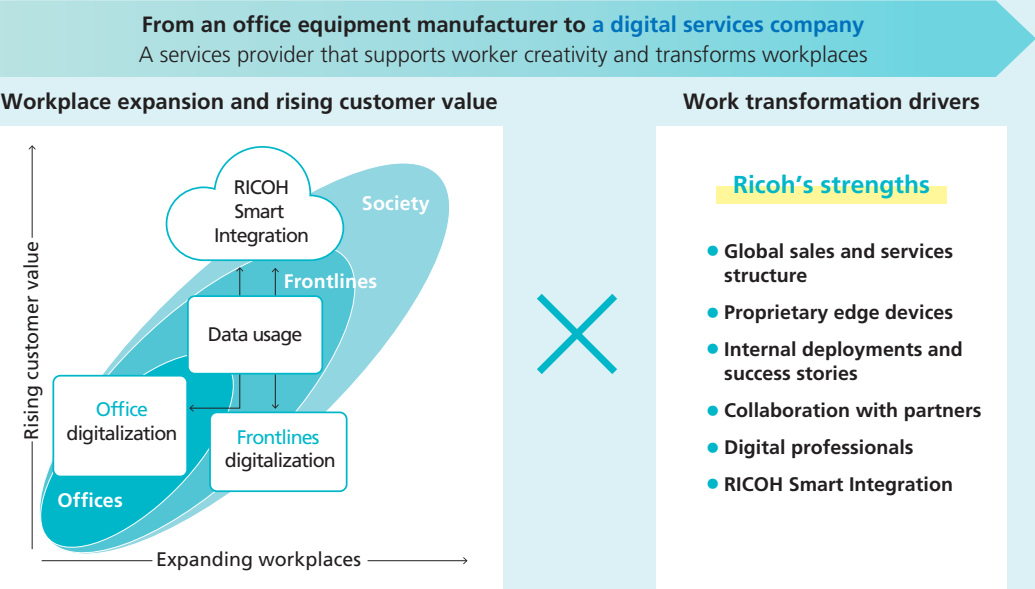 From an office equipment manufacturer to a digital services company
A services provider that supports worker creativity and transforms workplaces
Workplace expansion and rising customer value
Rising customer value
RICOH
Smart
Integration
Society
Frontlines
Data usage
Office
digitalization
Frontlines
digitalization
Offices
Expanding workplaces
Work transformation drivers
Ricoh's strengths
Global sales and services
structure
Proprietary edge devices
Internal deployments and
success stories
Collaboration with partners
Digital professionals
RICOH Smart Integration